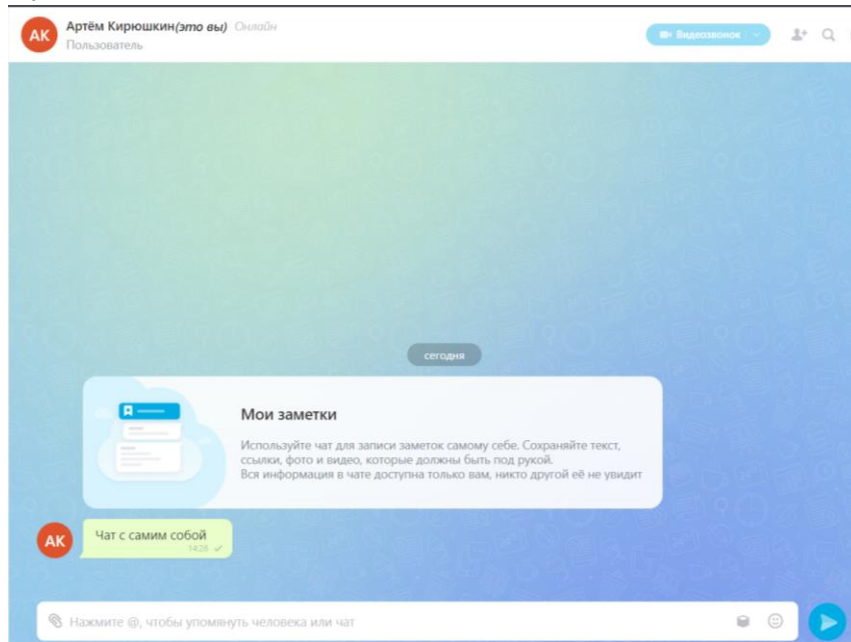 АК
Артём Кирюшкин(это вы) Онлайн
Пользователь
Видеозвонок
сегодня
Мои заметки
Используйте чат для записи заметок самому себе. Сохраняйте текст,
ссылки, фото и видео, которые должны быть под рукой.
Вся информация в чате доступна только вам, никто другой её не увидит
АК
Чат с самим собой
14:26
Нажмите @, чтобы упомянуть человека или чат